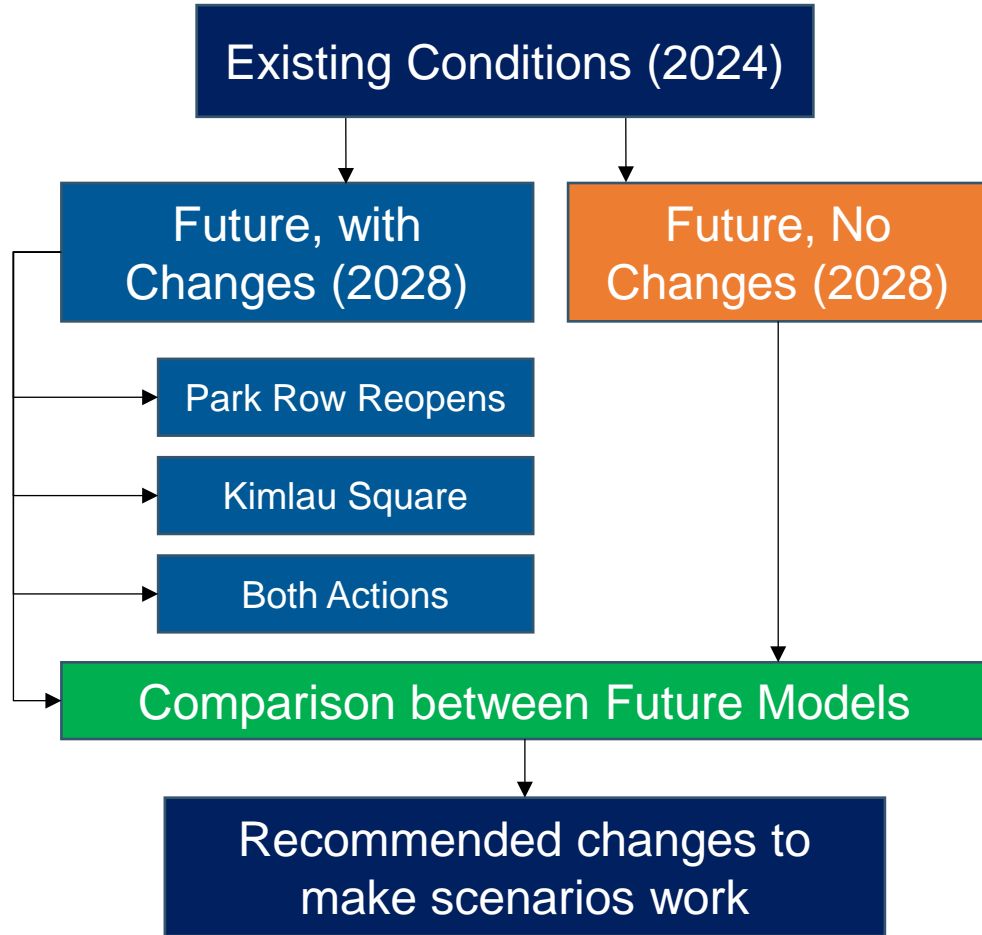 Existing Conditions (2024)
Future, with
Changes (2028)
Future, No
Changes (2028)
Park Row Reopens
Kimlau Square
Both Actions
Comparison between Future Models
Recommended changes to
make scenarios work